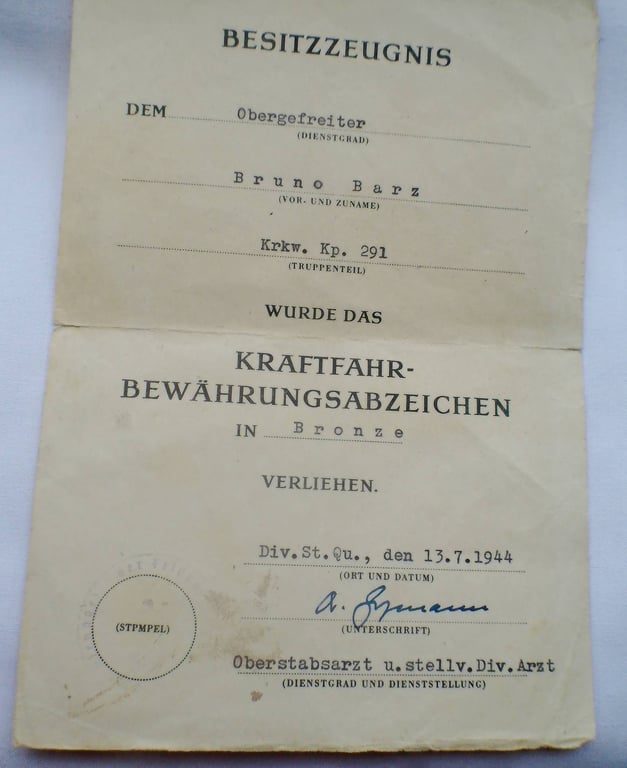 BESITZZEUGNIS
DEM Obergefreiter
(DIENSTGRAD)
Bruno Barz
(VOR- UND ZUNAME)
Krkw. Kp. 291
(TRUPPENTEIL)
WURDE DAS
KRAFTFAHR-
BEWÄHRUNGSABZEICHEN
IN Bronze
VERLIEHEN.
Div.St.Qu., den 13.7.1944
(ORT UND DATUM)
(STPMPEL)
(UNTERSCHRIFT)
Oberstabsarzt u.stellv.Div.Arzt
(DIENSTGRAD UND DIENSTSTELLUNG)